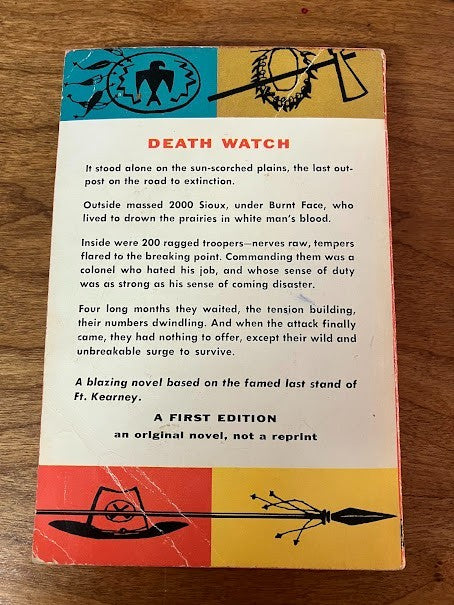 DEATH WATCH
It stood alone on the sun-scorched plains, the last out-
post on the road to extinction.
Outside massed 2000 Sioux, under Burnt Face, who
lived to drown the prairies in white man's blood.
Inside were 200 ragged troopers—nerves raw, tempers
flared to the breaking point. Commanding them was a
colonel who hated his job, and whose sense of duty
was as strong as his sense of coming disaster.
Four long months they waited, the tension building,
their numbers dwindling. And when the attack finally
came, they had nothing to offer, except their wild and
unbreakable surge to survive.
A blazing novel based on the famed last stand of
Ft. Kearney.
A FIRST EDITION
an original novel, not a reprint